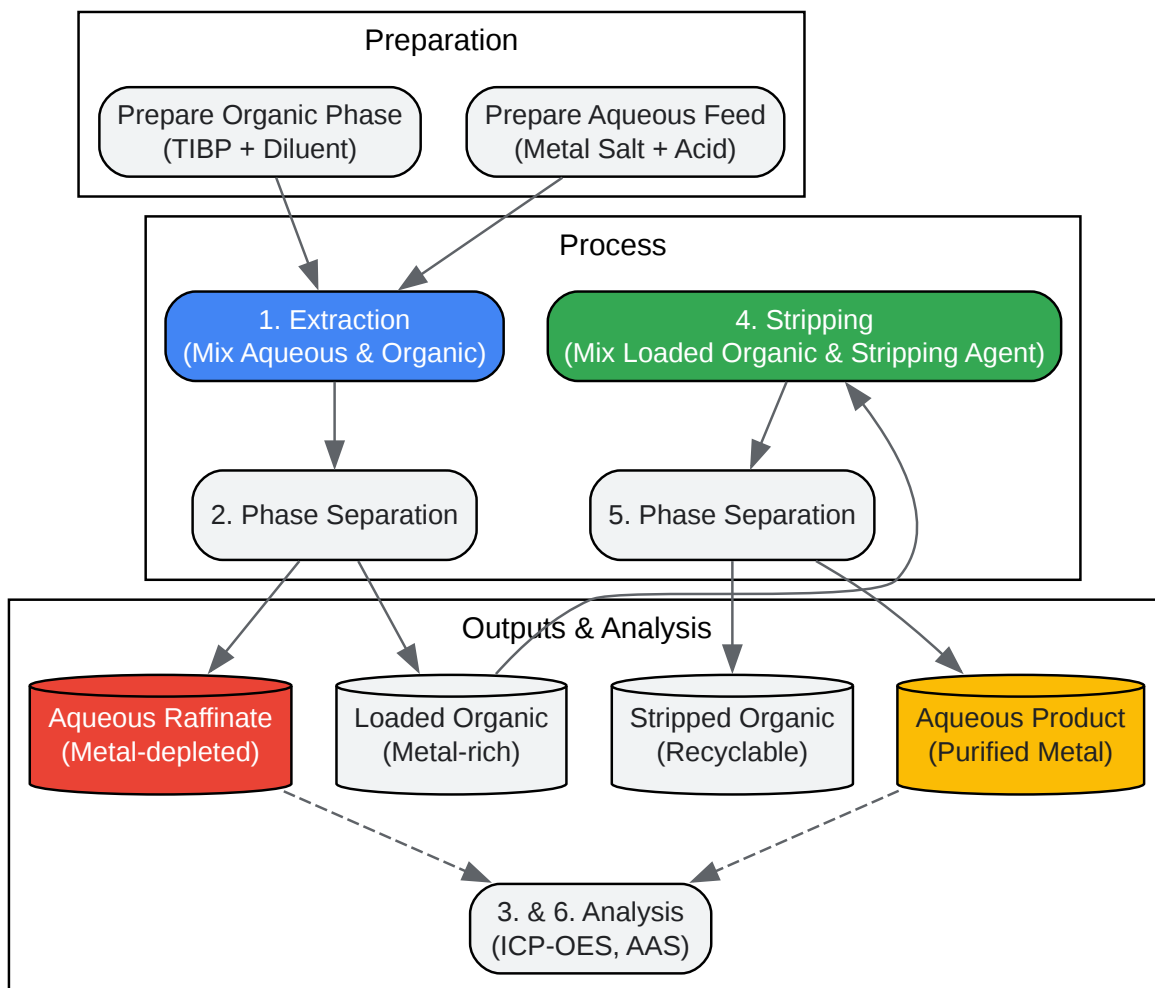 Preparation
Prepare Organic Phase
(TIBP + Diluent)
Prepare Aqueous Feed
(Metal Salt + Acid)
Process
1. Extraction
(Mix Aqueous & Organic)
4. Stripping
(Mix Loaded Organic & Stripping Agent)
2. Phase Separation
5. Phase Separation
Outputs & Analysis
Aqueous Raffinate
(Metal-depleted)
Loaded Organic
(Metal-rich)
Stripped Organic
(Recyclable)
Aqueous Product
(Purified Metal)
3. & 6. Analysis
(ICP-OES, AAS)